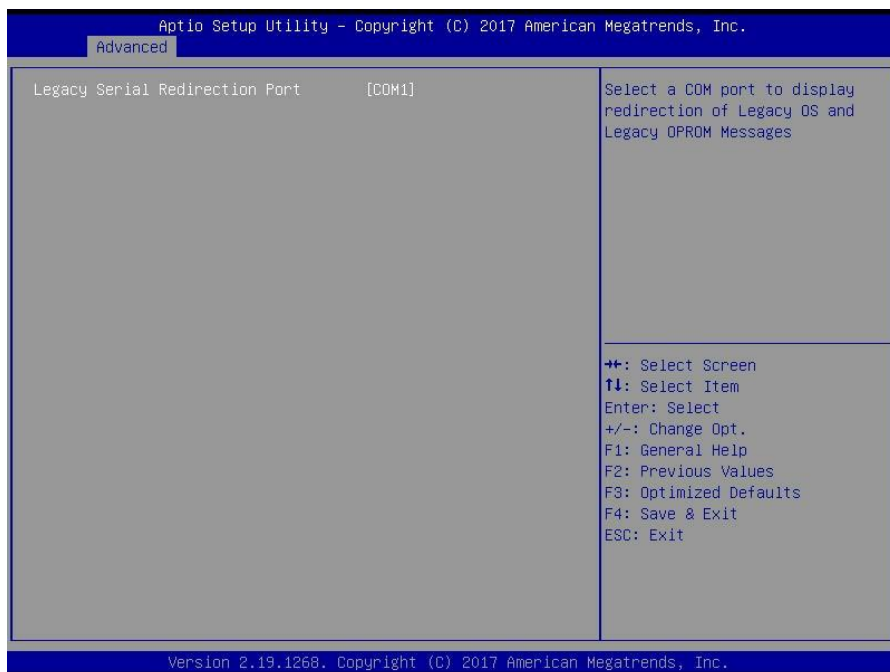 Aptio Setup Utility – Copyright (C) 2017 American Megatrends, Inc.
Advanced
Legacy Serial Redirection Port [COM1]
Select a COM port to display
redirection of Legacy OS and
Legacy OPROM Messages
→←: Select Screen
↑↓: Select Item
Enter: Select
+/-: Change Opt.
F1: General Help
F2: Previous Values
F3: Optimized Defaults
F4: Save & Exit
ESC: Exit
Version 2.19.1268. Copyright (C) 2017 American Megatrends, Inc.